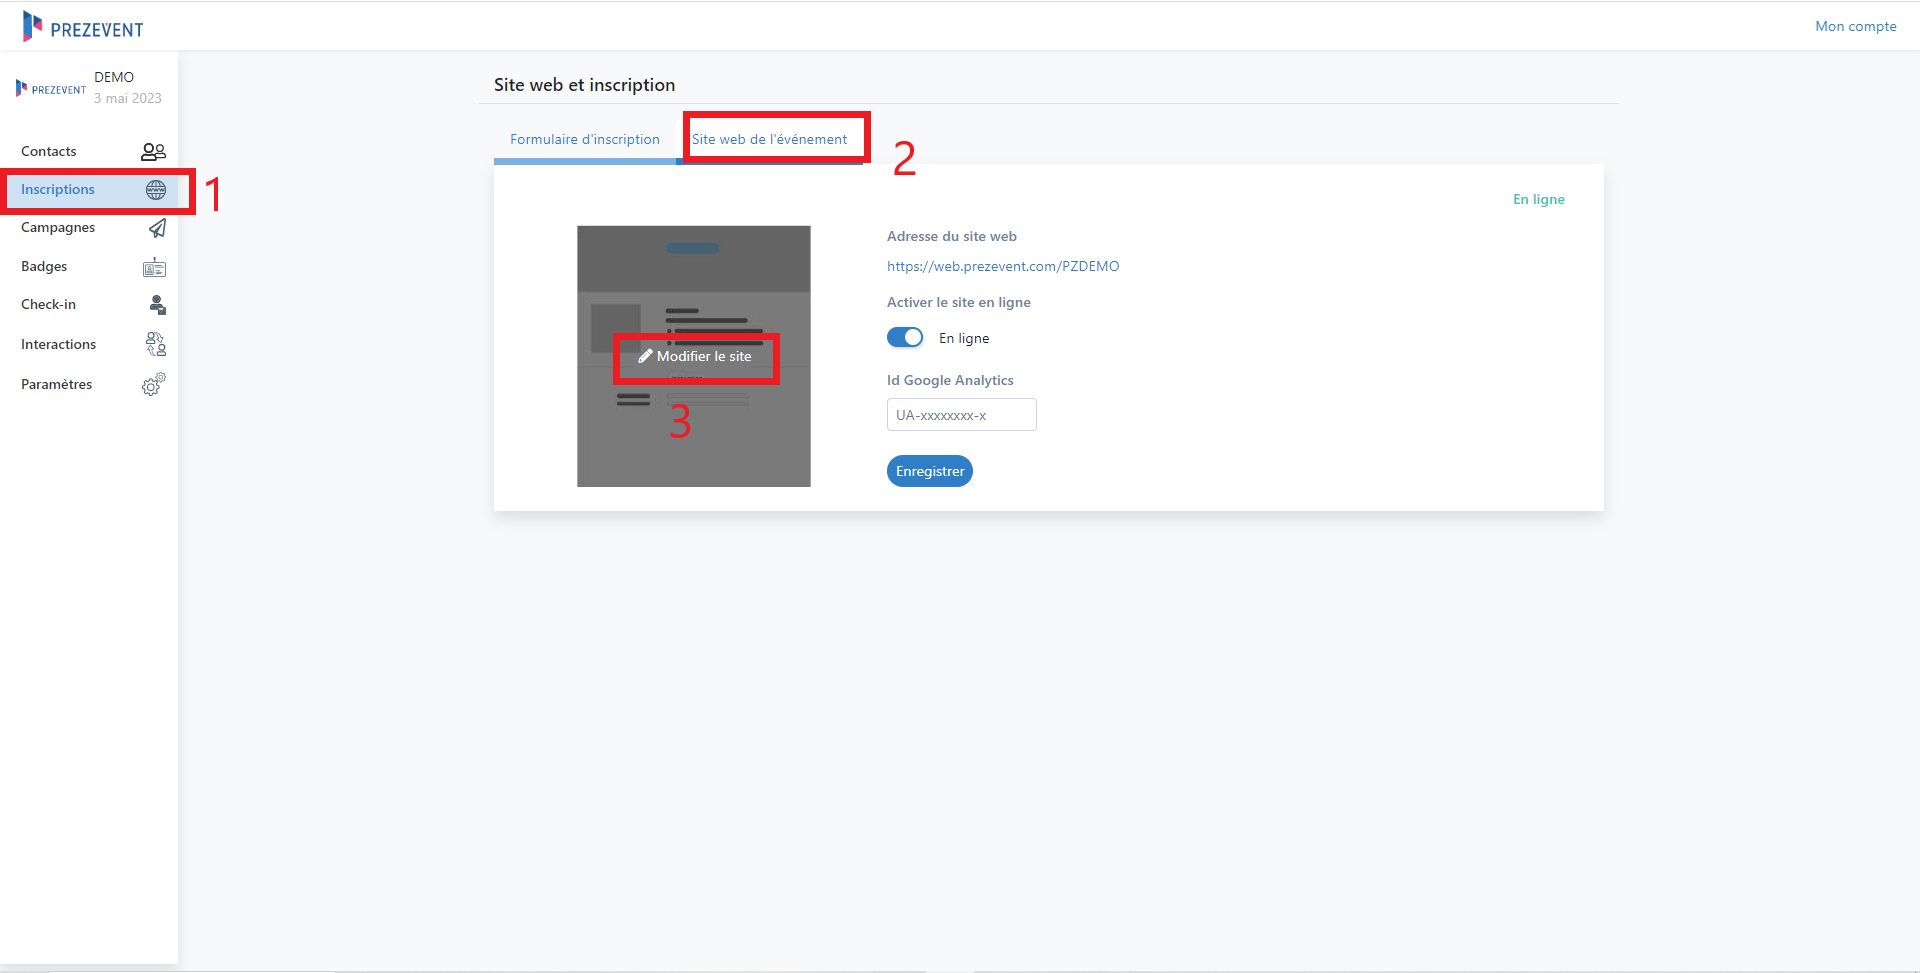 PREZEVENT
Mon compte
PREZEVENT
DEMO
3 mai 2023
Contacts
Inscriptions
1
Campagnes
Badges
Check-in
Interactions
Paramètres
Site web et inscription
Formulaire d'inscription
Site web de l'événement
2
En ligne
Modifier le site
3
Adresse du site web
https://web.prezevent.com/PZDEMO
Activer le site en ligne
En ligne
Id Google Analytics
UA-xxxxxxxx-x
Enregistrer